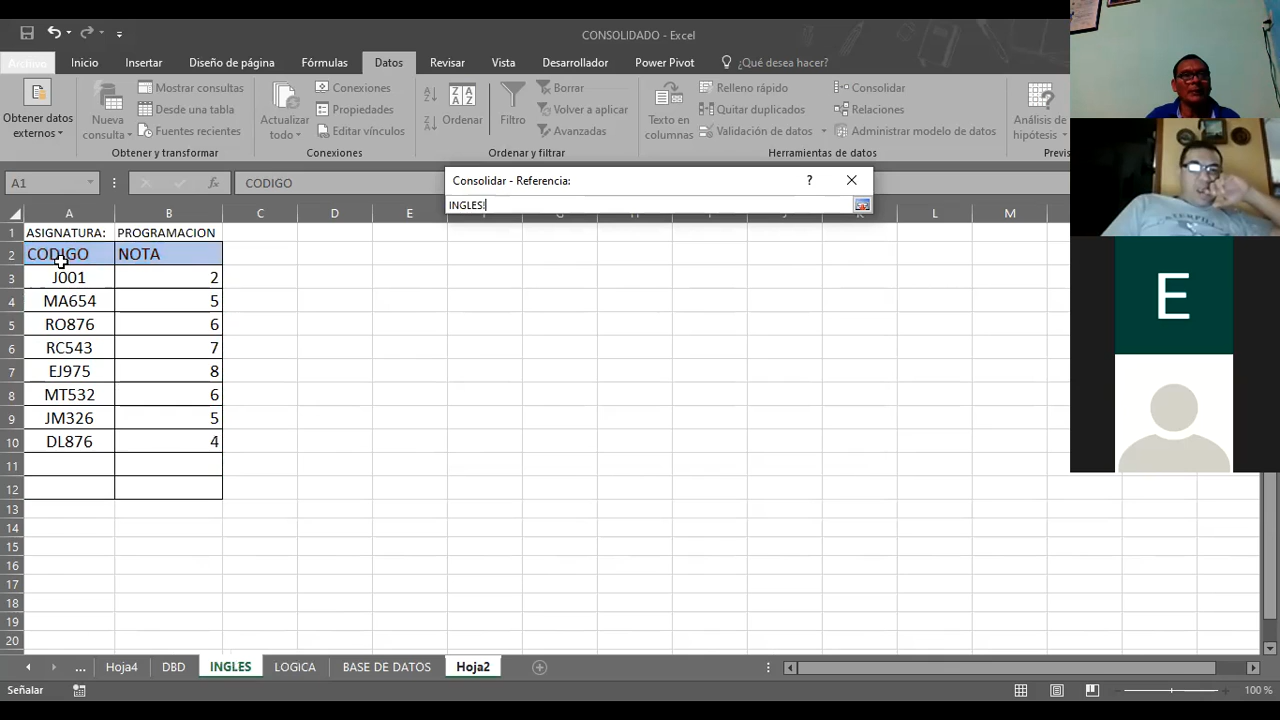 CONSOLIDADO - Excel
Archivo Inicio Insertar Diseño de página Fórmulas Datos Revisar Vista Desarrollador Power Pivot ¿Qué desea hacer?
Obtener datos externos
Nueva consulta
Mostrar consultas
Desde una tabla
Fuentes recientes
Obtener y transformar
Actualizar todo
Conexiones
Propiedades
Editar vínculos
Conexiones
Ordenar
Filtro
Borrar
Volver a aplicar
Avanzadas
Ordenar y filtrar
Texto en columnas
Relleno rápido
Quitar duplicados
Validación de datos
Consolidar
Relaciones
Administrar modelo de datos
Herramientas de datos
Análisis de hipótesis
Previs
A1 fx CODIGO
Consolidar - Referencia: ?
INGLES!
A B C D E L M
1 ASIGNATURA: PROGRAMACION
2 CODIGO NOTA
3 J001 2
4 MA654 5
5 RO876 6
6 RC543 7
7 EJ975 8
8 MT532 6
9 JM326 5
10 DL876 4
11
12
13
14
15
16
17
18
19
20
... Hoja4 DBD INGLES LOGICA BASE DE DATOS Hoja2
Señalar 100 %
E